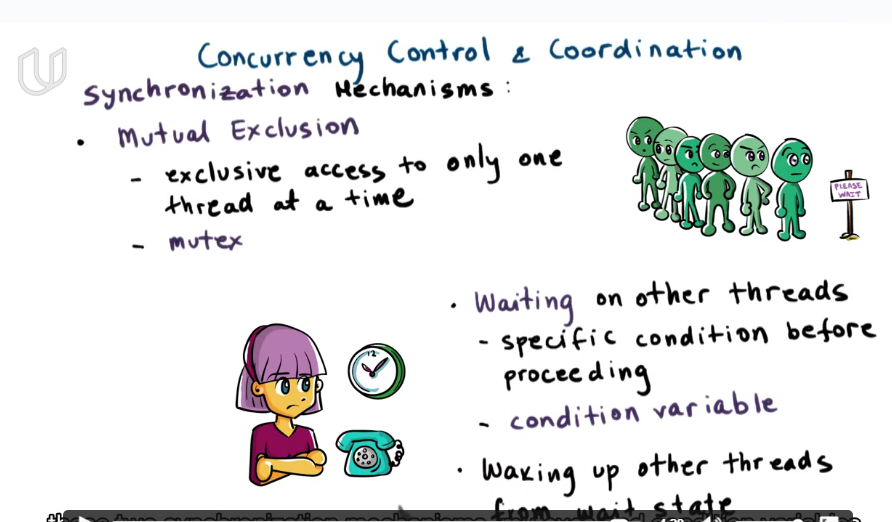 Concurrency Control & Coordination
Synchronization Mechanisms:
• Mutual Exclusion
- exclusive access to only one
thread at a time
- mutex
PLEASE
WAIT
12
• Waiting on other threads
- specific condition before
proceeding
- condition variable
• Waking up other threads
from wait state